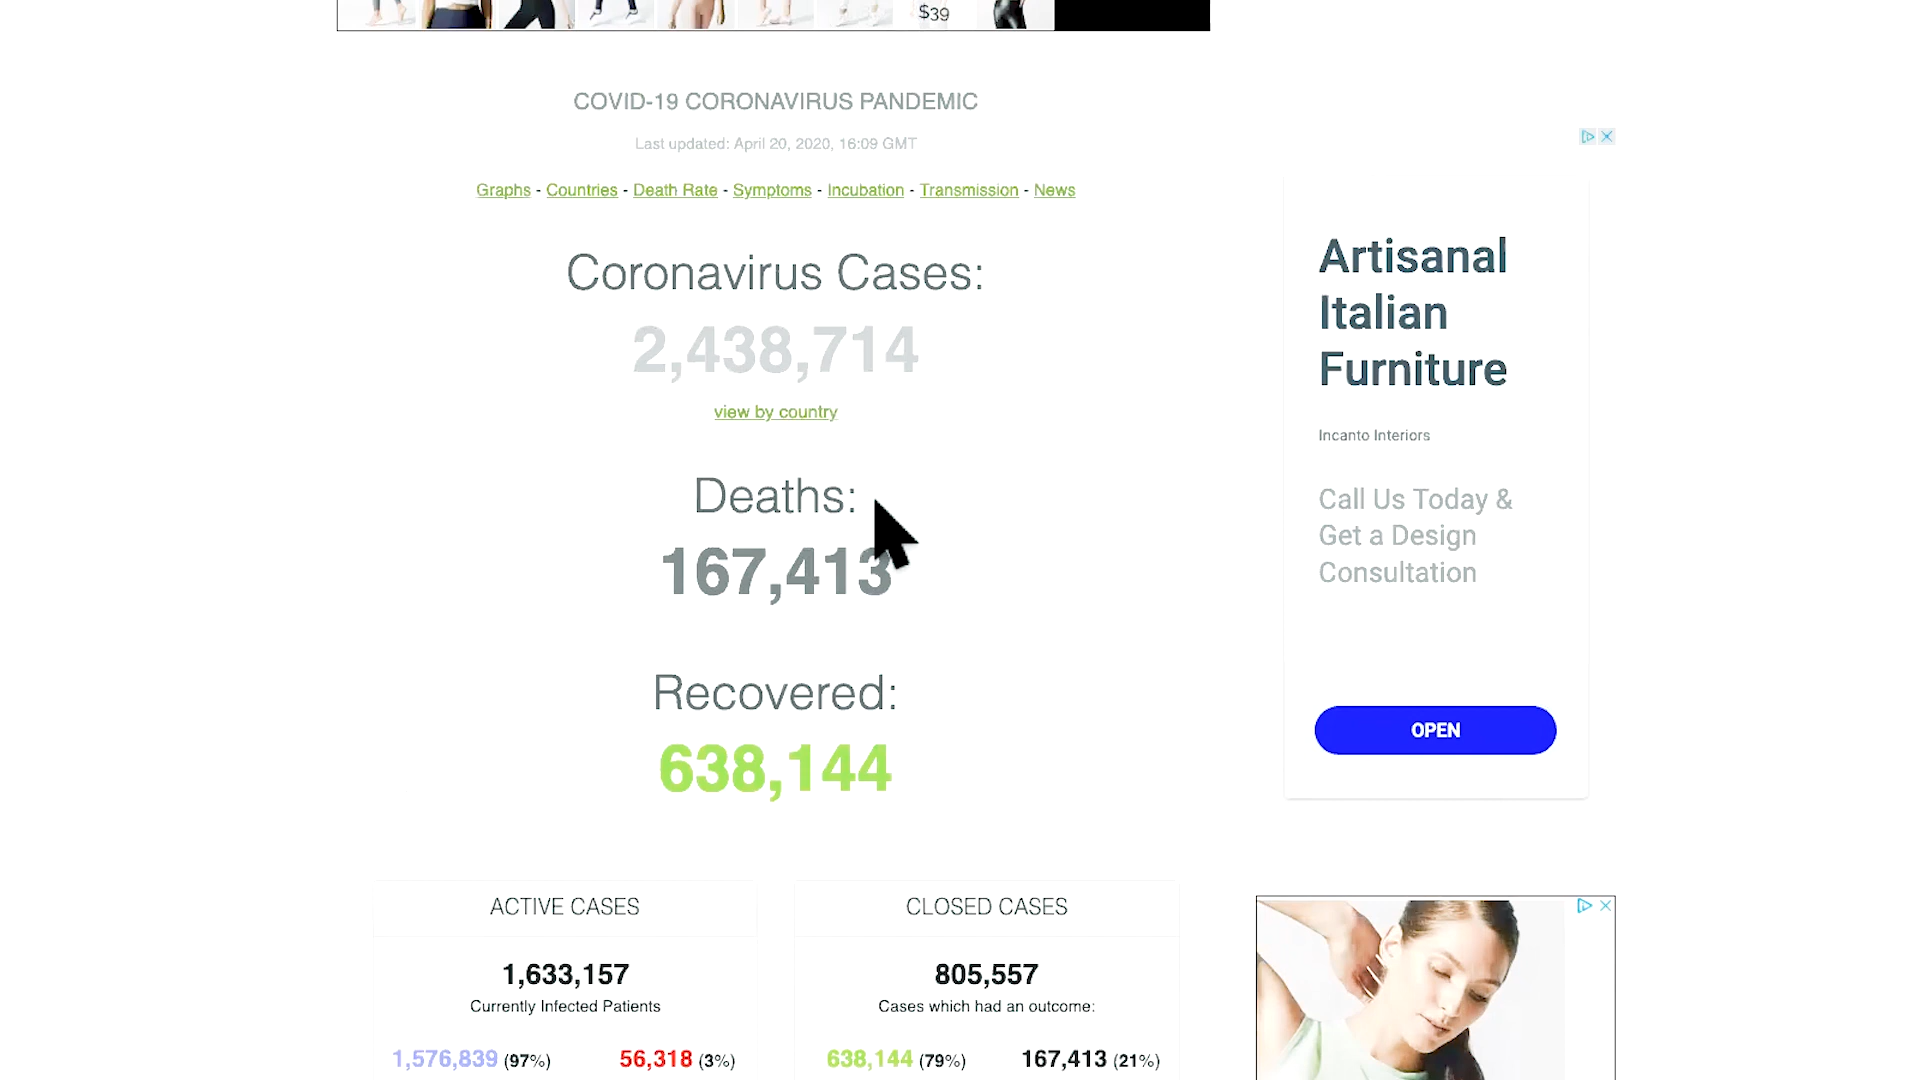 $39
COVID-19 CORONAVIRUS PANDEMIC
Last updated: April 20, 2020, 16:09 GMT
Graphs - Countries - Death Rate - Symptoms - Incubation - Transmission - News
Coronavirus Cases:
2,438,714
view by country
Deaths:
167,413
Recovered:
638,144
ACTIVE CASES
1,633,157
Currently Infected Patients
1,576,839 (97%) 56,318 (3%)
CLOSED CASES
805,557
Cases which had an outcome:
638,144 (79%) 167,413 (21%)
Artisanal
Italian
Furniture
Incanto Interiors
Call Us Today &
Get a Design
Consultation
OPEN